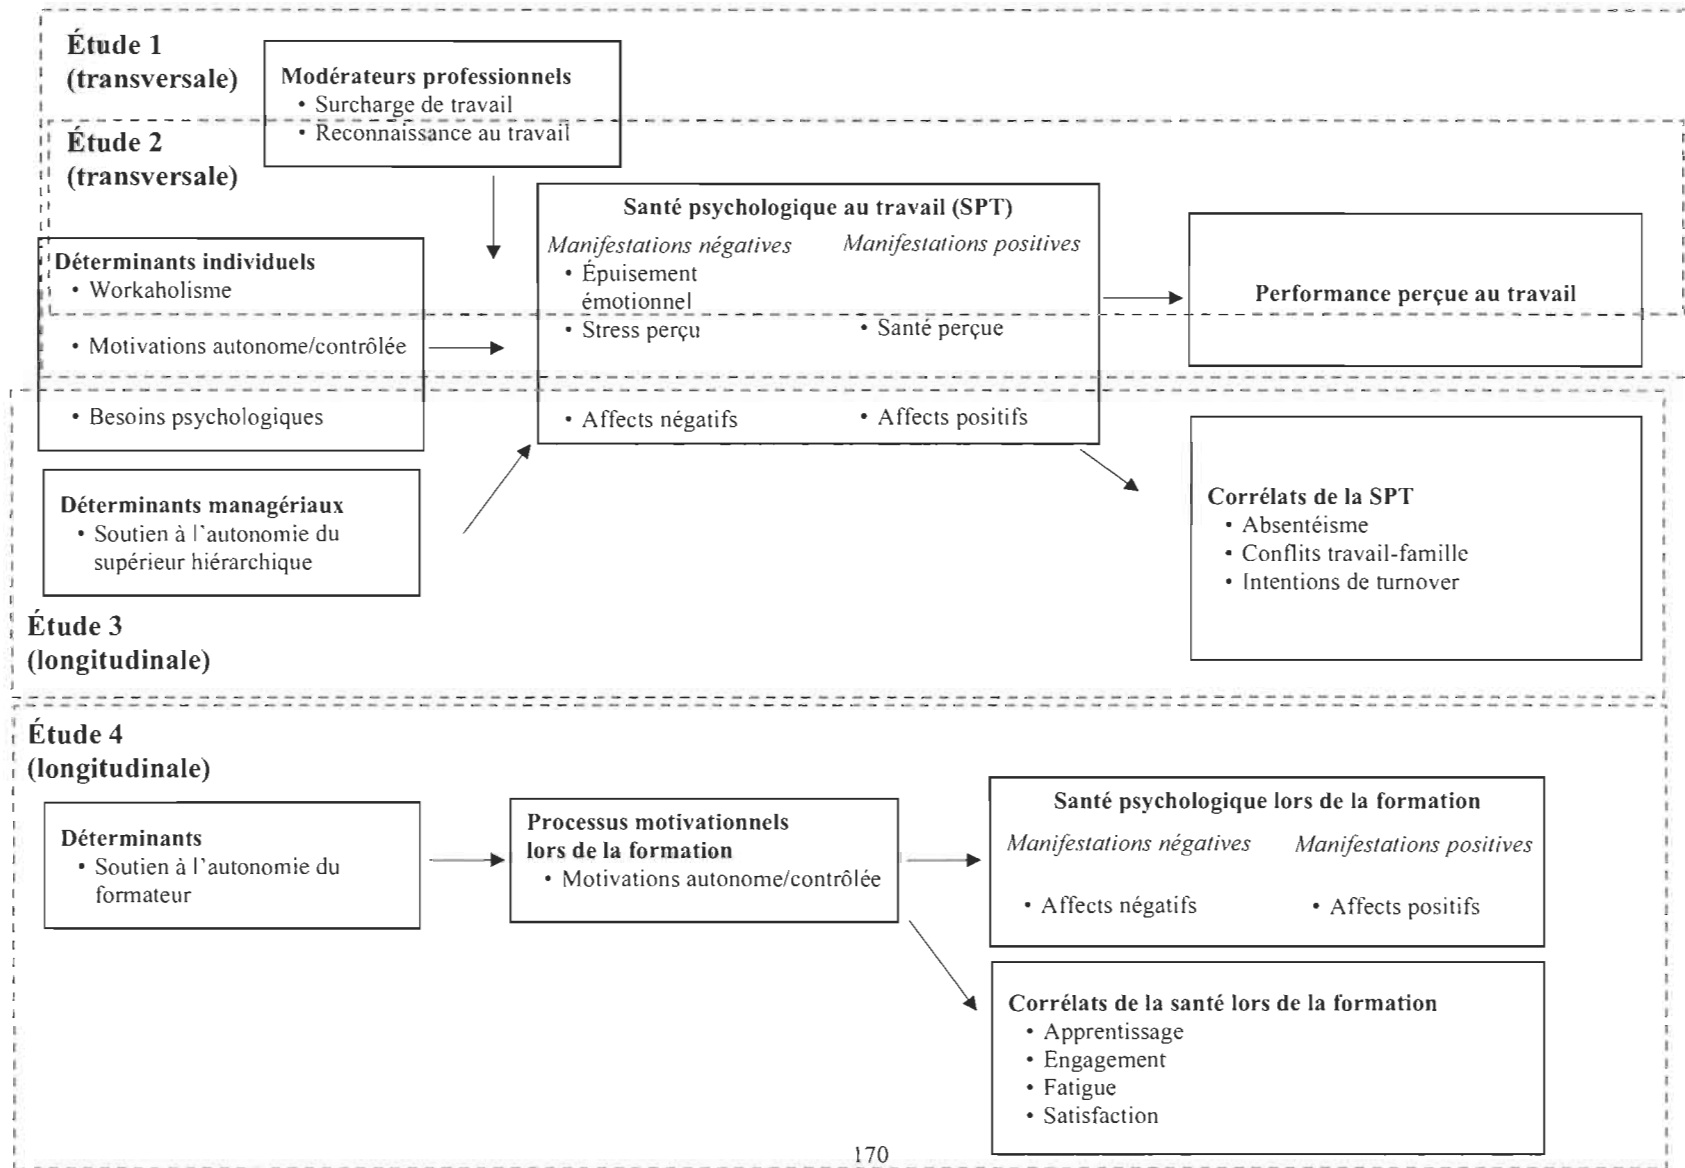 Étude 1
(transversale)
Modérateurs professionnels
• Surcharge de travail
• Reconnaissance au travail
Étude 2
(transversale)
Déterminants individuels
• Workaholisme
• Motivations autonome/contrôlée
• Besoins psychologiques
Santé psychologique au travail (SPT)
Manifestations négatives
• Épuisement
émotionnel
• Stress perçu
• Affects négatifs
Manifestations positives
• Santé perçue
• Affects positifs
Performance perçue au travail
Déterminants managériaux
• Soutien à l'autonomie du
supérieur hiérarchique
Corrélats de la SPT
• Absentéisme
• Conflits travail-famille
• Intentions de turnover
Étude 3
(longitudinale)
Étude 4
(longitudinale)
Déterminants
• Soutien à l'autonomie du
formateur
Processus motivationnels
lors de la formation
• Motivations autonome/contrôlée
Santé psychologique lors de la formation
Manifestations négatives
• Affects négatifs
Manifestations positives
• Affects positifs
Corrélats de la santé lors de la formation
• Apprentissage
• Engagement
• Fatigue
• Satisfaction
170